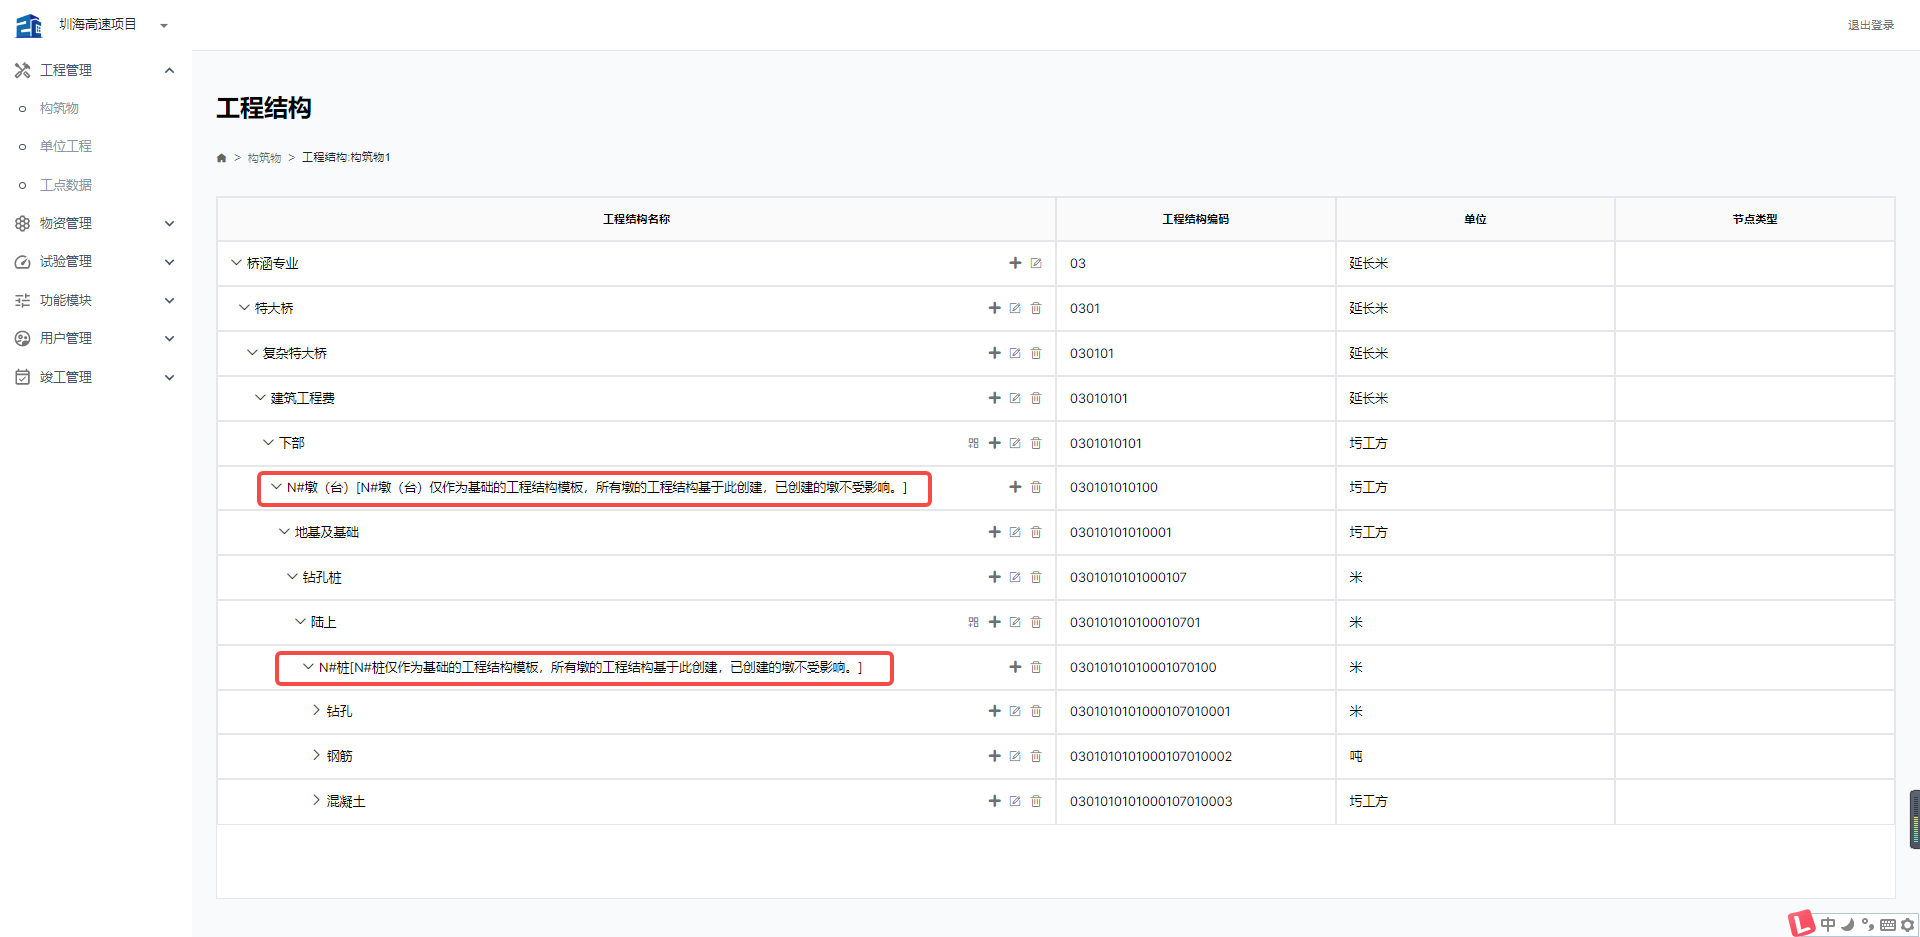 圳海高速项目
退出登录
工程管理
构筑物
单位工程
工点数据
物资管理
试验管理
功能模块
用户管理
竣工管理
工程结构
> 构筑物 > 工程结构:构筑物1
工程结构名称 工程结构编码 单位 节点类型
桥涵专业 03 延长米
特大桥 0301 延长米
复杂特大桥 030101 延长米
建筑工程费 03010101 延长米
下部 0301010101 圬工方
N#墩（台）[N#墩（台）仅作为基础的工程结构模板，所有墩的工程结构基于此创建，已创建的墩不受影响。] 030101010100 圬工方
地基及基础 03010101010001 圬工方
钻孔桩 0301010101000107 米
陆上 030101010100010701 米
N#桩[N#桩仅作为基础的工程结构模板，所有墩的工程结构基于此创建，已创建的墩不受影响。] 03010101010001070100 米
钻孔 0301010101000107010001 米
钢筋 0301010101000107010002 吨
混凝土 0301010101000107010003 圬工方
L 中